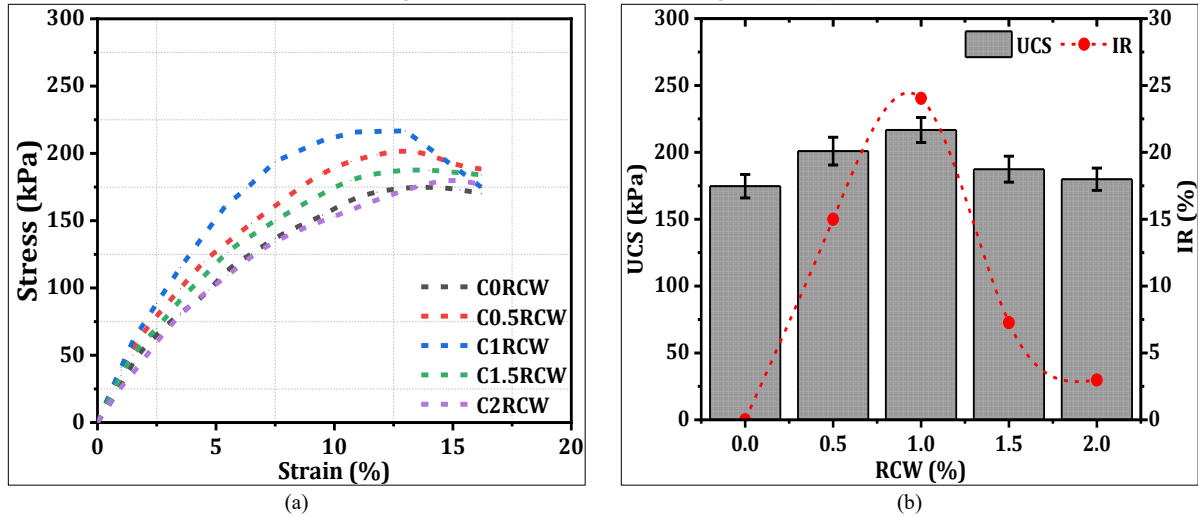 300
250
200
150
100
50
0
Stress (kPa)
C0RCW
C0.5RCW
C1RCW
C1.5RCW
C2RCW
0 5 10 15 20
Strain (%)
(a)
300
250
200
150
100
50
0
UCS (kPa)
UCS IR
30
25
20
15
10
5
0
IR (%)
0.0 0.5 1.0 1.5 2.0
RCW (%)
(b)